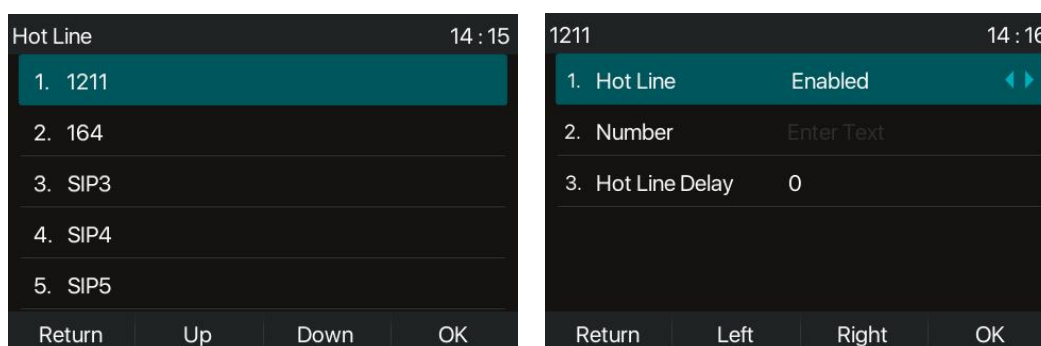 Hot Line 14:15
1. 1211
2. 164
3. SIP3
4. SIP4
5. SIP5
Return Up Down OK
1211 14:16
1. Hot Line Enabled
2. Number Enter Text
3. Hot Line Delay 0
Return Left Right OK